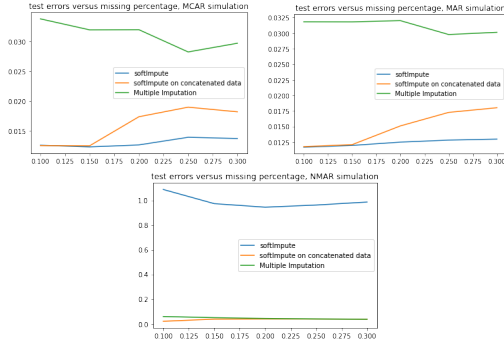 test errors versus missing percentage, MCAR simulation
0.030
0.025
0.020
0.015
softImpute
softImpute on concatenated data
Multiple Imputation
0.100 0.125 0.150 0.175 0.200 0.225 0.250 0.275 0.300
test errors versus missing percentage, MAR simulation
0.0325
0.0300
0.0275
0.0250
0.0225
0.0200
0.0175
0.0150
0.0125
softImpute
softImpute on concatenated data
Multiple Imputation
0.100 0.125 0.150 0.175 0.200 0.225 0.250 0.275 0.300
test errors versus missing percentage, NMAR simulation
1.0
0.8
0.6
0.4
0.2
0.0
softImpute
softImpute on concatenated data
Multiple Imputation
0.100 0.125 0.150 0.175 0.200 0.225 0.250 0.275 0.300